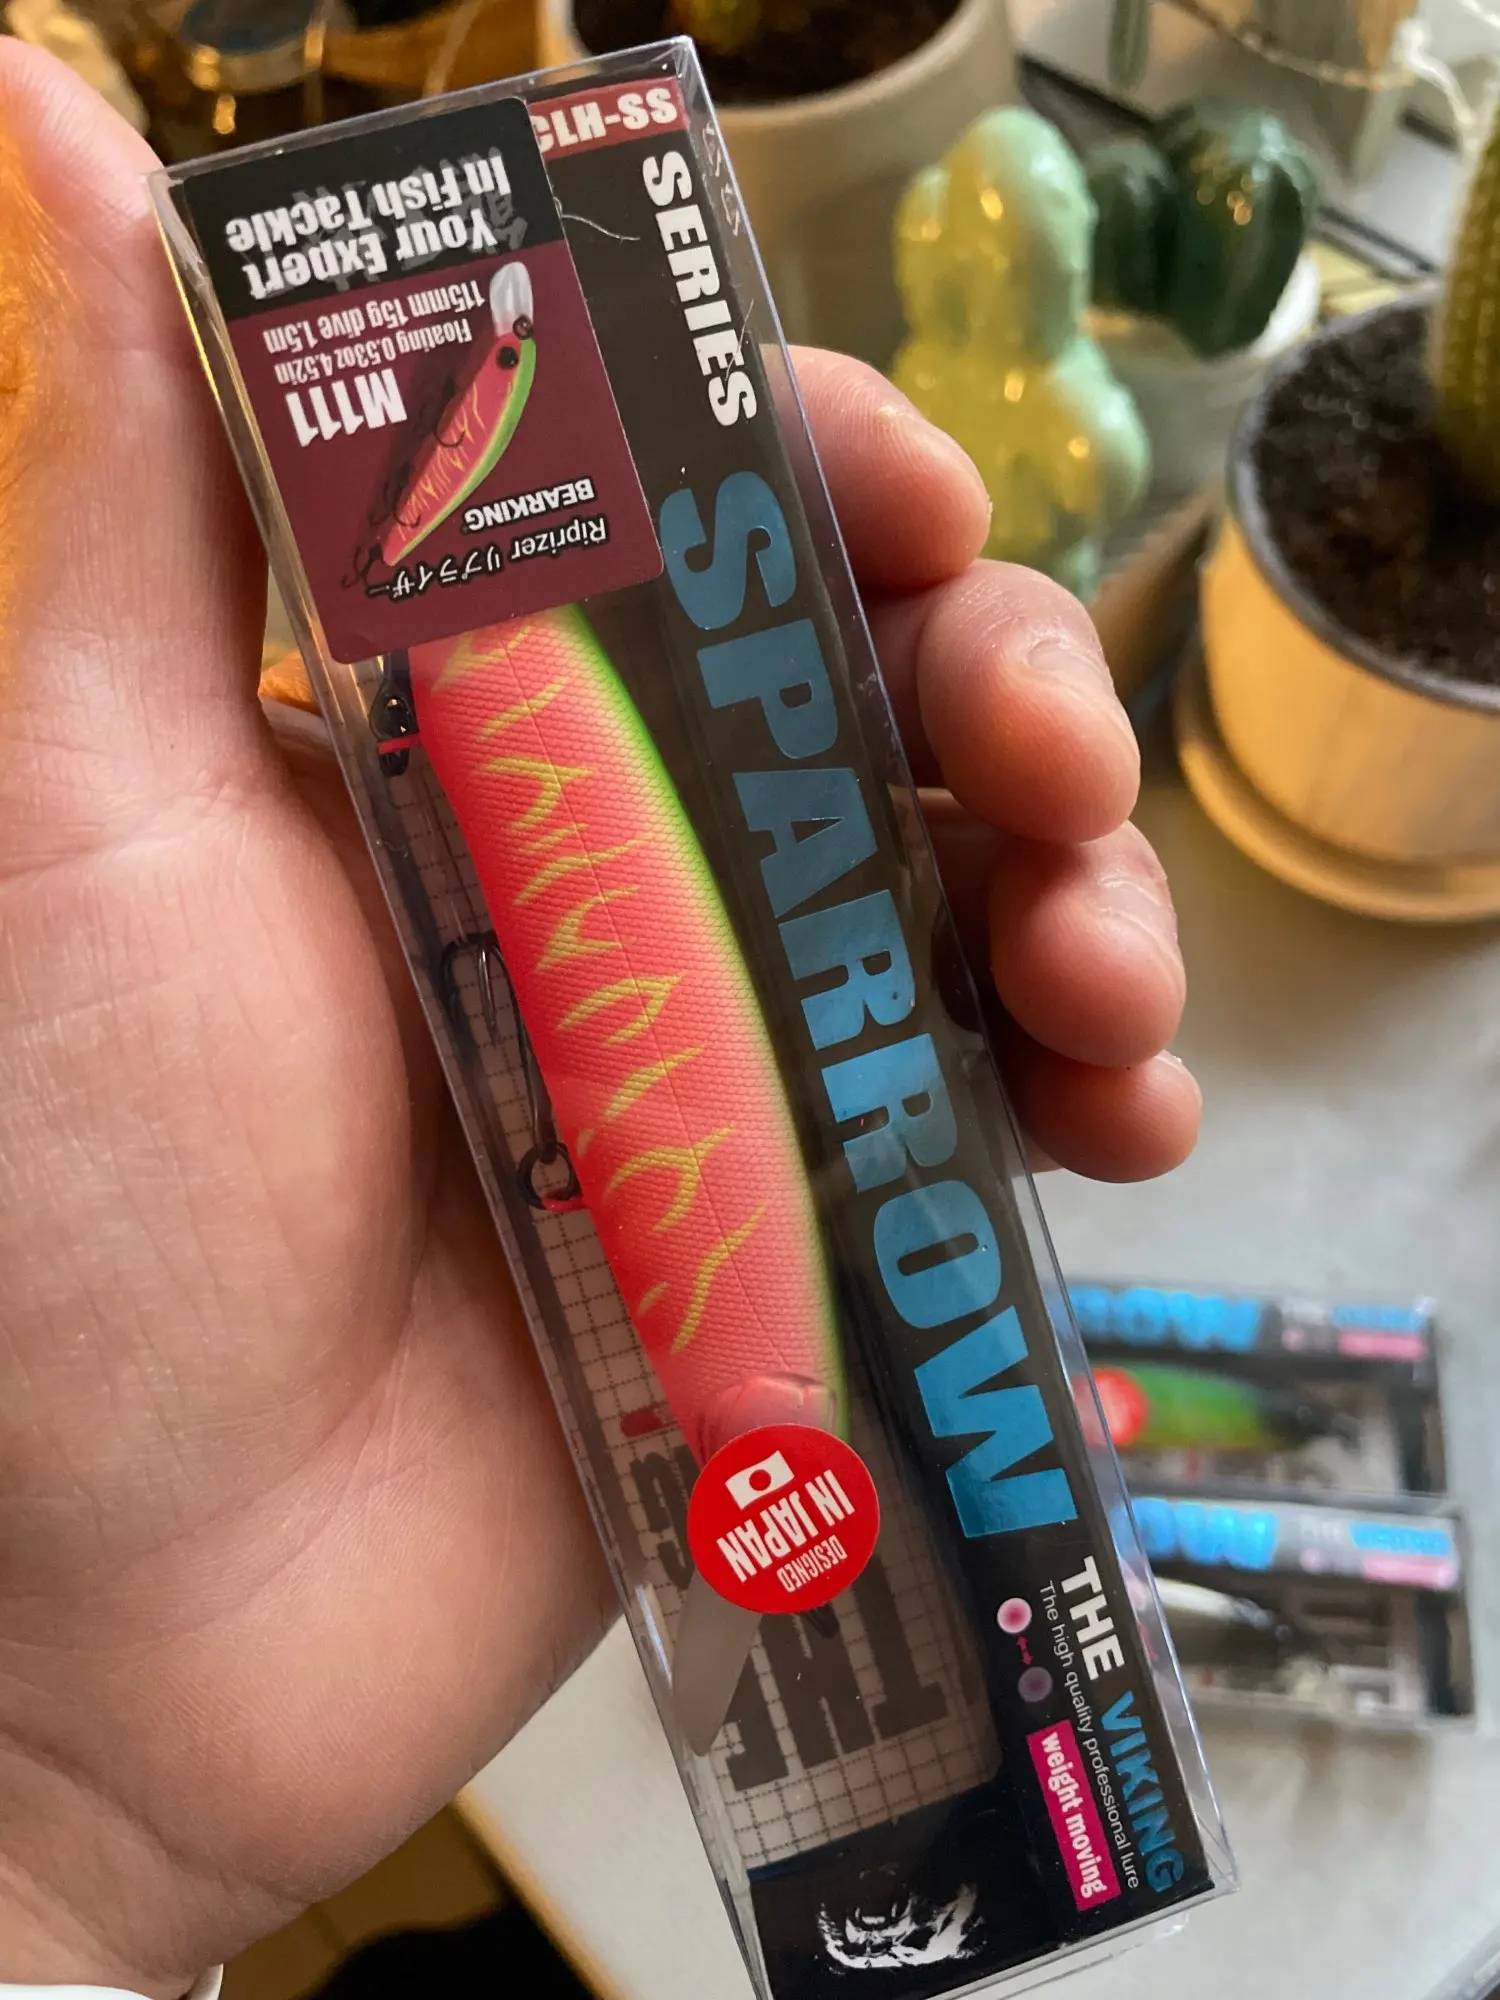 SS-H15
SERIES SPARROW THE VIKING
The high quality professional lure
weight moving
Riprizer リプライザー
BEARKING
M111
Floating 0.53oz 4.52in
115mm 15g dive 1.5m
Your Expert
In Fish Tackle
DESIGNED
IN JAPAN
THE